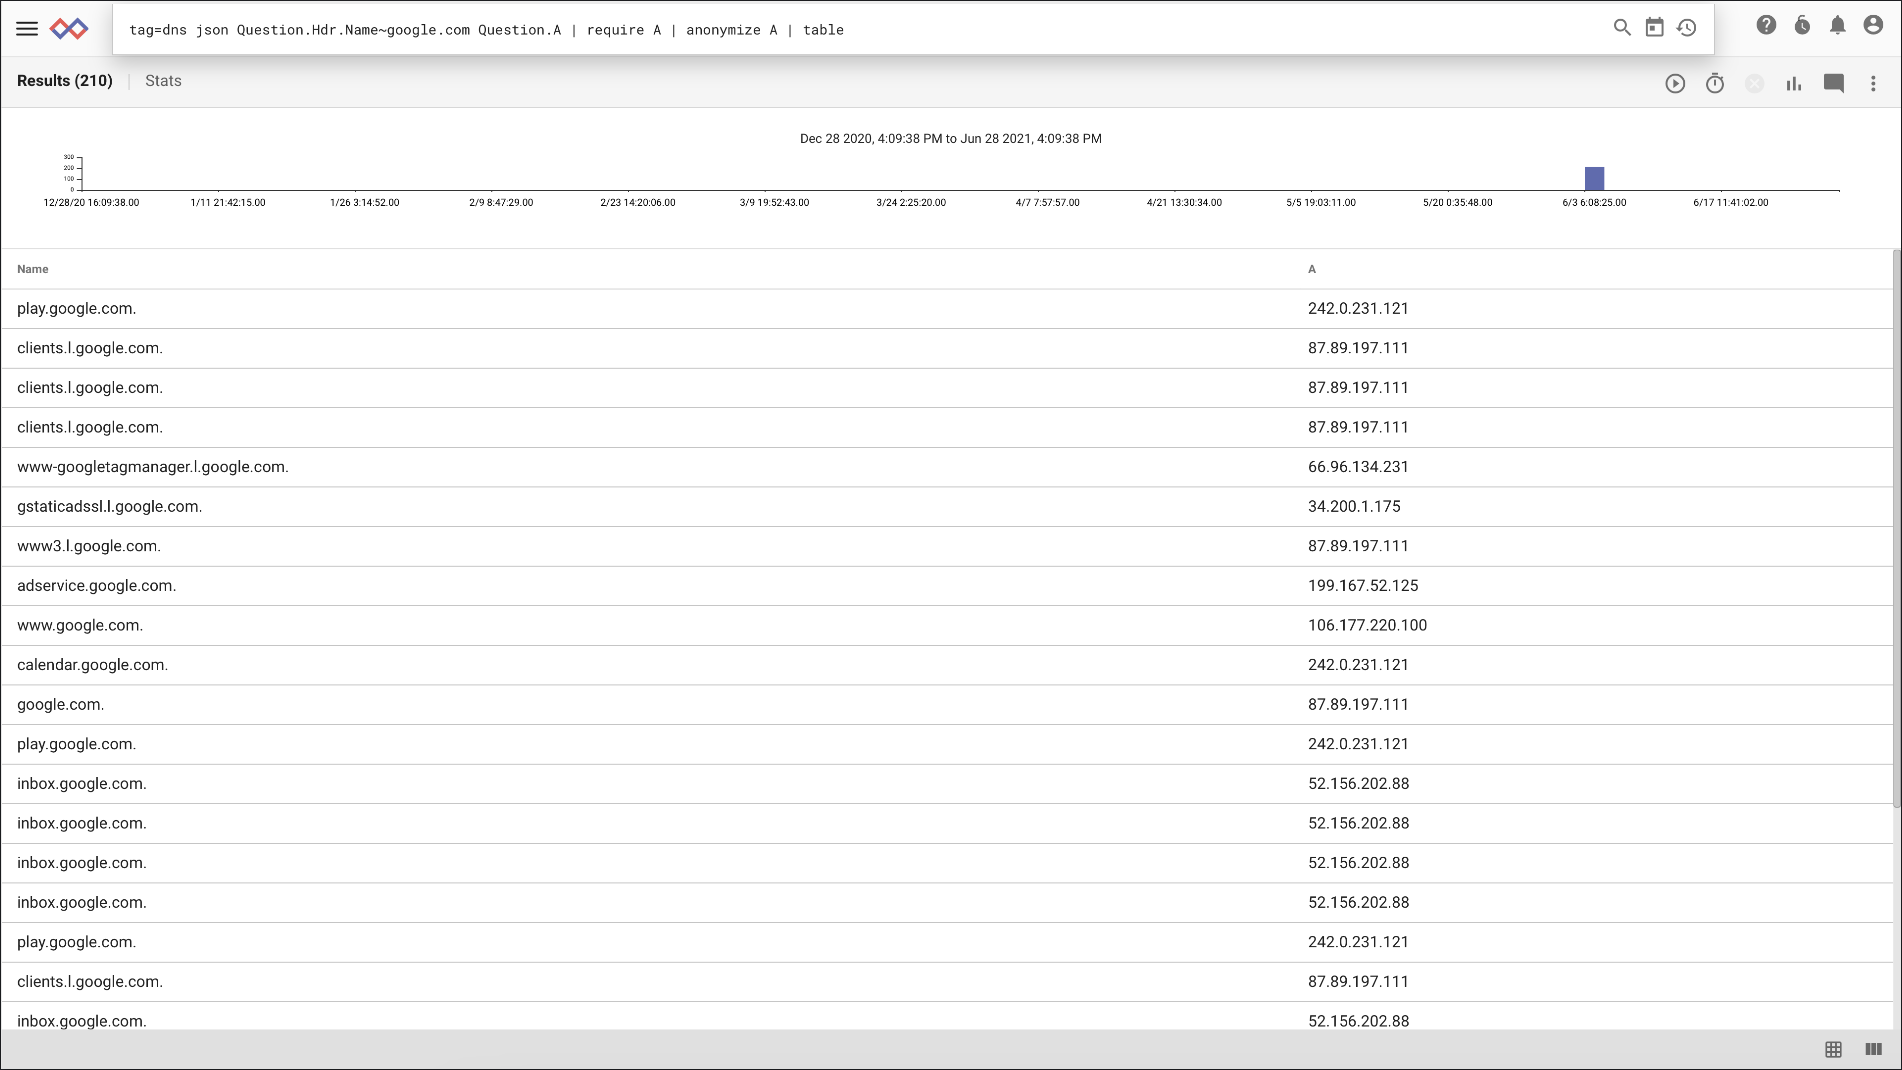 tag=dns json Question.Hdr.Name~google.com Question.A | require A | anonymize A | table
Results (210) Stats
Dec 28 2020, 4:09:38 PM to Jun 28 2021, 4:09:38 PM
300
200
100
0
12/28/20 16:09:38.00 1/11 21:42:15.00 1/26 3:14:52.00 2/9 8:47:29.00 2/23 14:20:06.00 3/9 19:52:43.00 3/24 2:25:20.00 4/7 7:57:57.00 4/21 13:30:34.00 5/5 19:03:11.00 5/20 0:35:48.00 6/3 6:08:25.00 6/17 11:41:02.00
Name A
play.google.com. 242.0.231.121
clients.l.google.com. 87.89.197.111
clients.l.google.com. 87.89.197.111
clients.l.google.com. 87.89.197.111
www-googletagmanager.l.google.com. 66.96.134.231
gstaticadssl.l.google.com. 34.200.1.175
www3.l.google.com. 87.89.197.111
adservice.google.com. 199.167.52.125
www.google.com. 106.177.220.100
calendar.google.com. 242.0.231.121
google.com. 87.89.197.111
play.google.com. 242.0.231.121
inbox.google.com. 52.156.202.88
inbox.google.com. 52.156.202.88
inbox.google.com. 52.156.202.88
inbox.google.com. 52.156.202.88
play.google.com. 242.0.231.121
clients.l.google.com. 87.89.197.111
inbox.google.com. 52.156.202.88